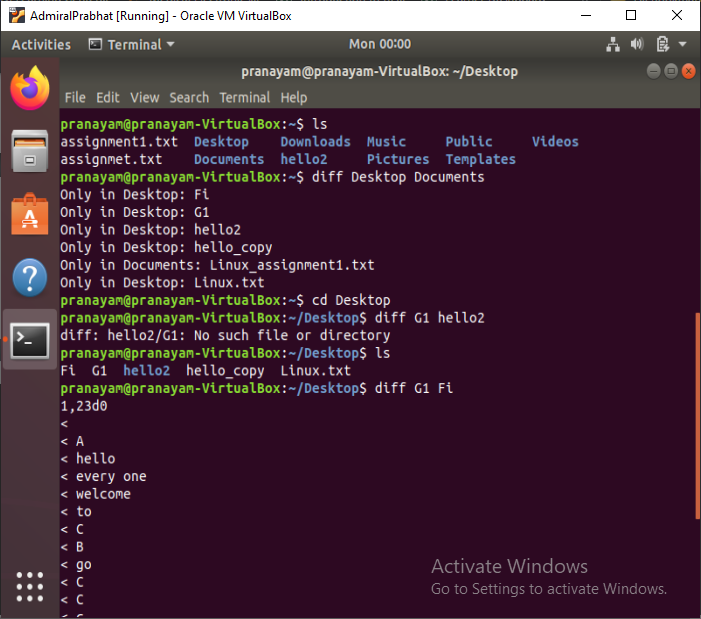 AdmiralPrabhat [Running] - Oracle VM VirtualBox
Activities Terminal Mon 00:00
pranayam@pranayam-VirtualBox: ~/Desktop
File Edit View Search Terminal Help
pranayam@pranayam-VirtualBox:~$ ls
assignment1.txt Desktop Downloads Music Public Videos
assignmet.txt Documents hello2 Pictures Templates
pranayam@pranayam-VirtualBox:~$ diff Desktop Documents
Only in Desktop: Fi
Only in Desktop: G1
Only in Desktop: hello2
Only in Desktop: hello_copy
Only in Documents: Linux_assignment1.txt
Only in Desktop: Linux.txt
pranayam@pranayam-VirtualBox:~$ cd Desktop
pranayam@pranayam-VirtualBox:~/Desktop$ diff G1 hello2
diff: hello2/G1: No such file or directory
pranayam@pranayam-VirtualBox:~/Desktop$ ls
Fi G1 hello2 hello_copy Linux.txt
pranayam@pranayam-VirtualBox:~/Desktop$ diff G1 Fi
1,23d0
<
< A
< hello
< every one
< welcome
< to
< C
< B
< go
< C
< C
Activate Windows
Go to Settings to activate Windows.